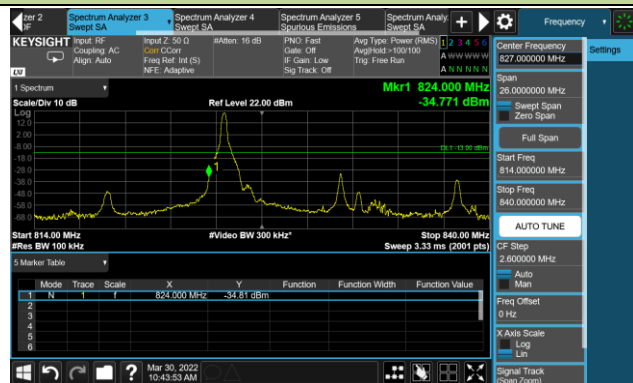 zer 2
IF
Spectrum Analyzer 3
Swept SA
Spectrum Analyzer 4
Swept SA
Spectrum Analyzer 5
Spurious Emissions
Spectrum Analy
Swept SA
Frequency
KEYSIGHT
Input: RF
Coupling: AC
Align: Auto
Input Z: 50 Ω
Corr CCorr
Freq Ref: Int (S)
NFE: Adaptive
#Atten: 16 dB
PNO: Fast
Gate: Off
IF Gain: Low
Sig Track: Off
Avg Type: Power (RMS)
Avg|Hold:>100/100
Trig: Free Run
1 2 3 4 5 6
A W W W W W
A N N N N N
LXI
1 Spectrum
Scale/Div 10 dB
Ref Level 22.00 dBm
Mkr1 824.000 MHz
-34.771 dBm
Log
12.0
2.00
-8.00
-18.0
-28.0
-38.0
-48.0
-58.0
-68.0
DL1 -13.00 dBm
1
Start 814.00 MHz
#Res BW 100 kHz
#Video BW 300 kHz*
Stop 840.00 MHz
Sweep 3.33 ms (2001 pts)
5 Marker Table
Mode Trace Scale X Y Function Function Width Function Value
1 N 1 f 824.000 MHz -34.81 dBm
2
3
4
5
6
Mar 30, 2022
10:43:53 AM
Center Frequency
827.000000 MHz
Settings
Span
26.0000000 MHz
Swept Span
Zero Span
Full Span
Start Freq
814.000000 MHz
Stop Freq
840.000000 MHz
AUTO TUNE
CF Step
2.600000 MHz
Auto
Man
Freq Offset
0 Hz
X Axis Scale
Log
Lin
Signal Track
(Span Zoom)